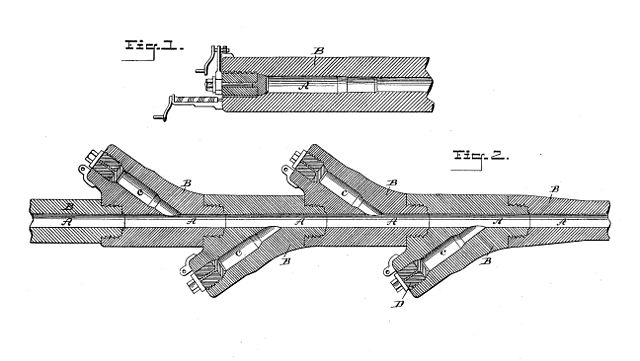 Fig. 1.
B
A
Fig. 2.
C B C B B
B
A A A A A A
C B C B
D